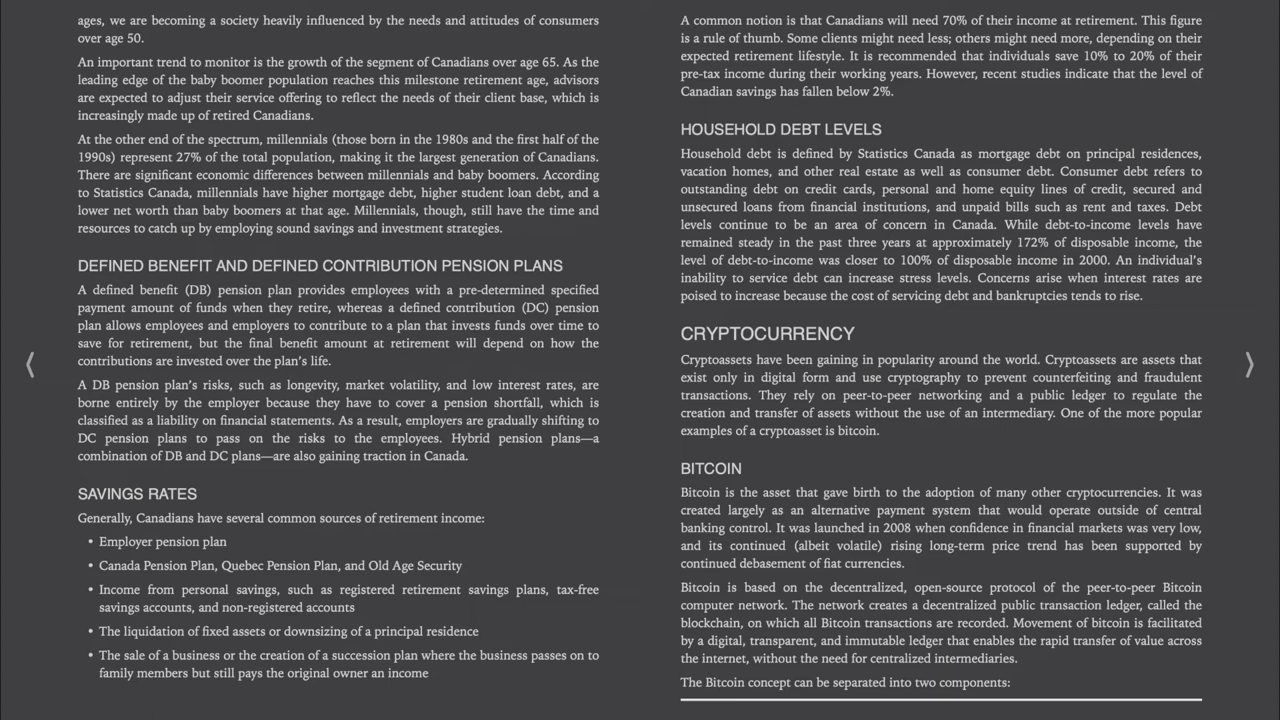 ages, we are becoming a society heavily influenced by the needs and attitudes of consumers
over age 50.
An important trend to monitor is the growth of the segment of Canadians over age 65. As the
leading edge of the baby boomer population reaches this milestone retirement age, advisors
are expected to adjust their service offering to reflect the needs of their client base, which is
increasingly made up of retired Canadians.
At the other end of the spectrum, millennials (those born in the 1980s and the first half of the
1990s) represent 27% of the total population, making it the largest generation of Canadians.
There are significant economic differences between millennials and baby boomers. According
to Statistics Canada, millennials have higher mortgage debt, higher student loan debt, and a
lower net worth than baby boomers at that age. Millennials, though, still have the time and
resources to catch up by employing sound savings and investment strategies.
DEFINED BENEFIT AND DEFINED CONTRIBUTION PENSION PLANS
A defined benefit (DB) pension plan provides employees with a pre-determined specified
payment amount of funds when they retire, whereas a defined contribution (DC) pension
plan allows employees and employers to contribute to a plan that invests funds over time to
save for retirement, but the final benefit amount at retirement will depend on how the
contributions are invested over the plan's life.
A DB pension plan's risks, such as longevity, market volatility, and low interest rates, are
borne entirely by the employer because they have to cover a pension shortfall, which is
classified as a liability on financial statements. As a result, employers are gradually shifting to
DC pension plans to pass on the risks to the employees. Hybrid pension plans—a
combination of DB and DC plans—are also gaining traction in Canada.
SAVINGS RATES
Generally, Canadians have several common sources of retirement income:
• Employer pension plan
• Canada Pension Plan, Quebec Pension Plan, and Old Age Security
• Income from personal savings, such as registered retirement savings plans, tax-free
savings accounts, and non-registered accounts
• The liquidation of fixed assets or downsizing of a principal residence
• The sale of a business or the creation of a succession plan where the business passes on to
family members but still pays the original owner an income
A common notion is that Canadians will need 70% of their income at retirement. This figure
is a rule of thumb. Some clients might need less; others might need more, depending on their
expected retirement lifestyle. It is recommended that individuals save 10% to 20% of their
pre-tax income during their working years. However, recent studies indicate that the level of
Canadian savings has fallen below 2%.
HOUSEHOLD DEBT LEVELS
Household debt is defined by Statistics Canada as mortgage debt on principal residences,
vacation homes, and other real estate as well as consumer debt. Consumer debt refers to
outstanding debt on credit cards, personal and home equity lines of credit, secured and
unsecured loans from financial institutions, and unpaid bills such as rent and taxes. Debt
levels continue to be an area of concern in Canada. While debt-to-income levels have
remained steady in the past three years at approximately 172% of disposable income, the
level of debt-to-income was closer to 100% of disposable income in 2000. An individual's
inability to service debt can increase stress levels. Concerns arise when interest rates are
poised to increase because the cost of servicing debt and bankruptcies tends to rise.
CRYPTOCURRENCY
Cryptoassets have been gaining in popularity around the world. Cryptoassets are assets that
exist only in digital form and use cryptography to prevent counterfeiting and fraudulent
transactions. They rely on peer-to-peer networking and a public ledger to regulate the
creation and transfer of assets without the use of an intermediary. One of the more popular
examples of a cryptoasset is bitcoin.
BITCOIN
Bitcoin is the asset that gave birth to the adoption of many other cryptocurrencies. It was
created largely as an alternative payment system that would operate outside of central
banking control. It was launched in 2008 when confidence in financial markets was very low,
and its continued (albeit volatile) rising long-term price trend has been supported by
continued debasement of fiat currencies.
Bitcoin is based on the decentralized, open-source protocol of the peer-to-peer Bitcoin
computer network. The network creates a decentralized public transaction ledger, called the
blockchain, on which all Bitcoin transactions are recorded. Movement of bitcoin is facilitated
by a digital, transparent, and immutable ledger that enables the rapid transfer of value across
the internet, without the need for centralized intermediaries.
The Bitcoin concept can be separated into two components: